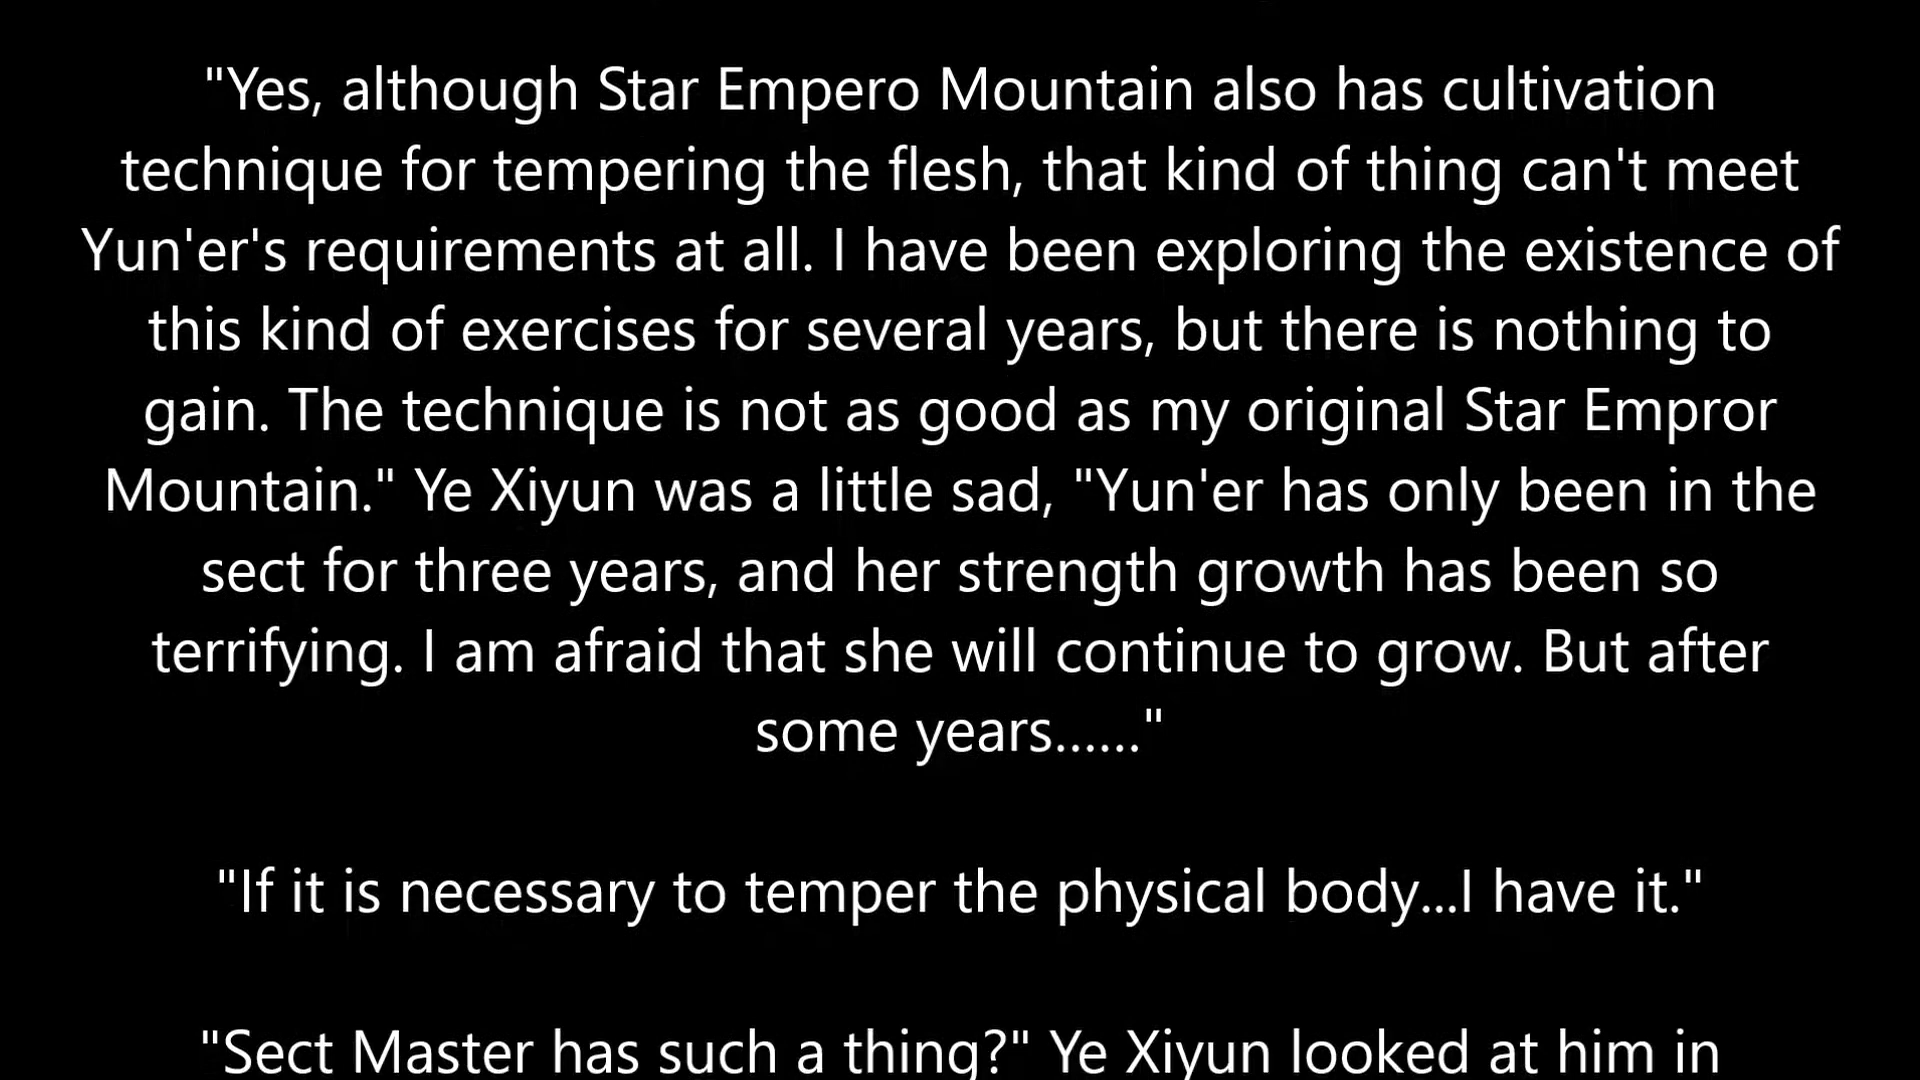 "Yes, although Star Empero Mountain also has cultivation
technique for tempering the flesh, that kind of thing can't meet
Yun'er's requirements at all. I have been exploring the existence of
this kind of exercises for several years, but there is nothing to
gain. The technique is not as good as my original Star Empror
Mountain." Ye Xiyun was a little sad, "Yun'er has only been in the
sect for three years, and her strength growth has been so
terrifying. I am afraid that she will continue to grow. But after
some years......"
"If it is necessary to temper the physical body...I have it."
"Sect Master has such a thing?" Ye Xiyun looked at him in